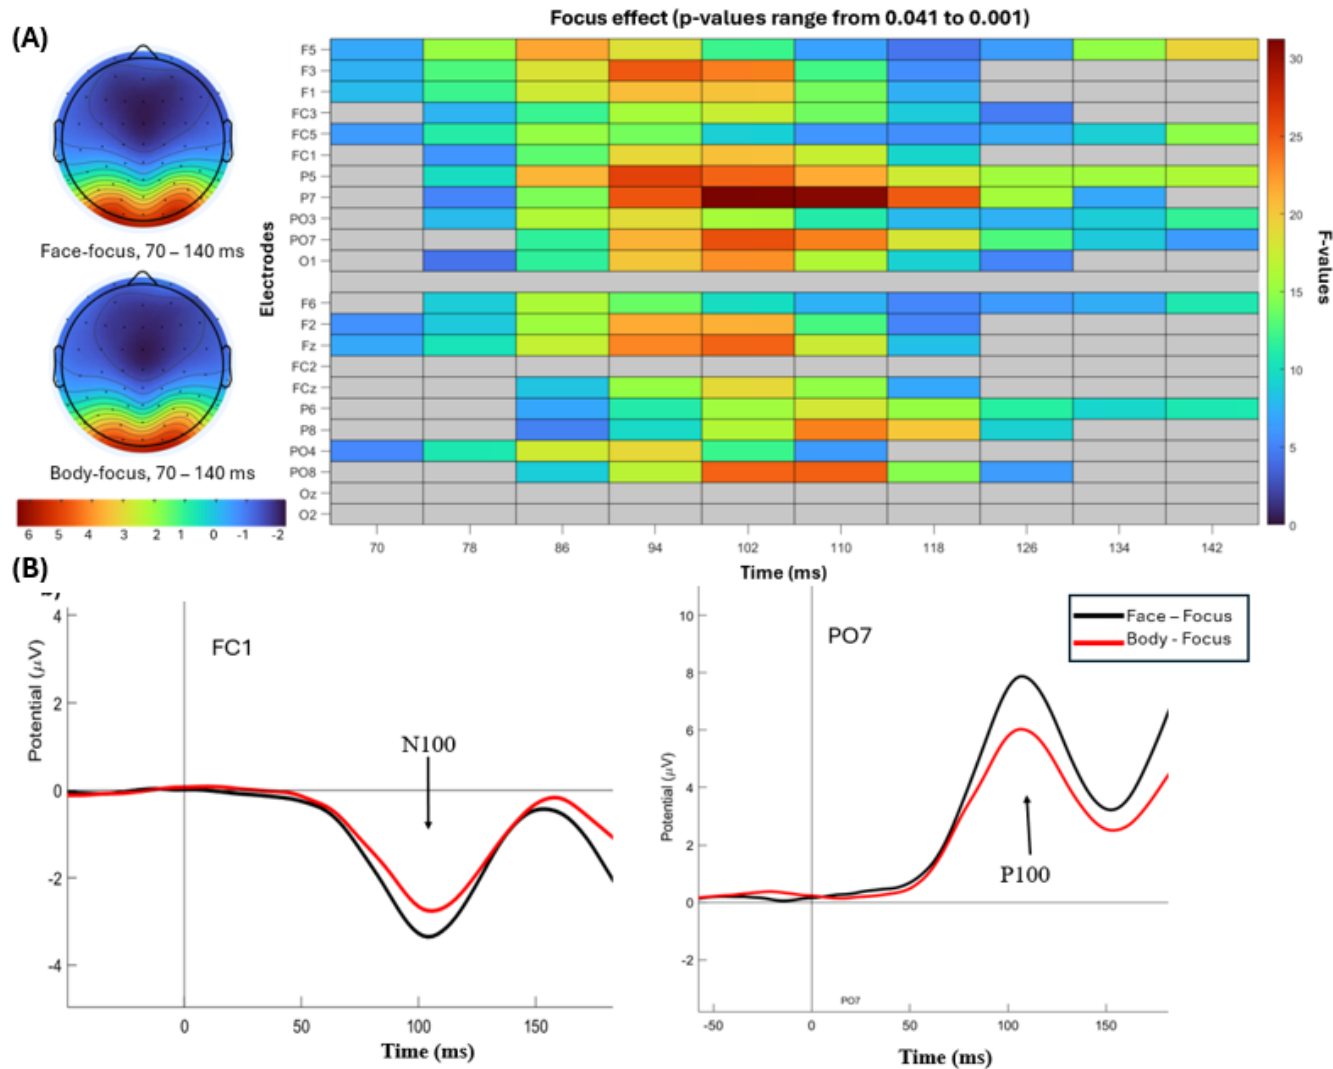 (A)
Focus effect (p-values range from 0.041 to 0.001)
Face-focus, 70 – 140 ms
Body-focus, 70 – 140 ms
6 5 4 3 2 1 0 -1 -2
Electrodes
F5
F3
F1
FC3
FC5
FC1
P5
P7
PO3
PO7
O1
F6
F2
Fz
FC2
FCz
P6
P8
PO4
PO8
Oz
O2
70 78 86 94 102 110 118 126 134 142
Time (ms)
30
25
20
15
10
5
0
F-values
(B)
FC1
N100
Potential (μV)
4
2
0
-2
-4
0 50 100 150
Time (ms)
PO7
P100
Potential (μV)
10
8
6
4
2
0
-2
PO7
-50 0 50 100 150
Time (ms)
Face – Focus
Body - Focus